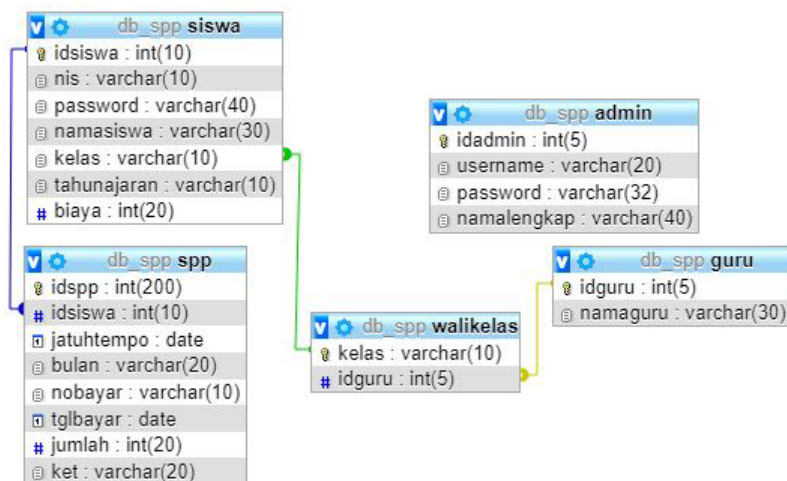 db_spp siswa
idsiswa : int(10)
nis : varchar(10)
password : varchar(40)
namasiswa : varchar(30)
kelas : varchar(10)
tahunajaran : varchar(10)
# biaya : int(20)
db_spp admin
idadmin : int(5)
username : varchar(20)
password : varchar(32)
namalengkap : varchar(40)
db_spp spp
idspp : int(200)
# idsiswa : int(10)
jatuhtempo : date
bulan : varchar(20)
nobayar : varchar(10)
tglbayar : date
# jumlah : int(20)
ket : varchar(20)
db_spp walikelas
kelas : varchar(10)
# idguru : int(5)
db_spp guru
idguru : int(5)
namaguru : varchar(30)